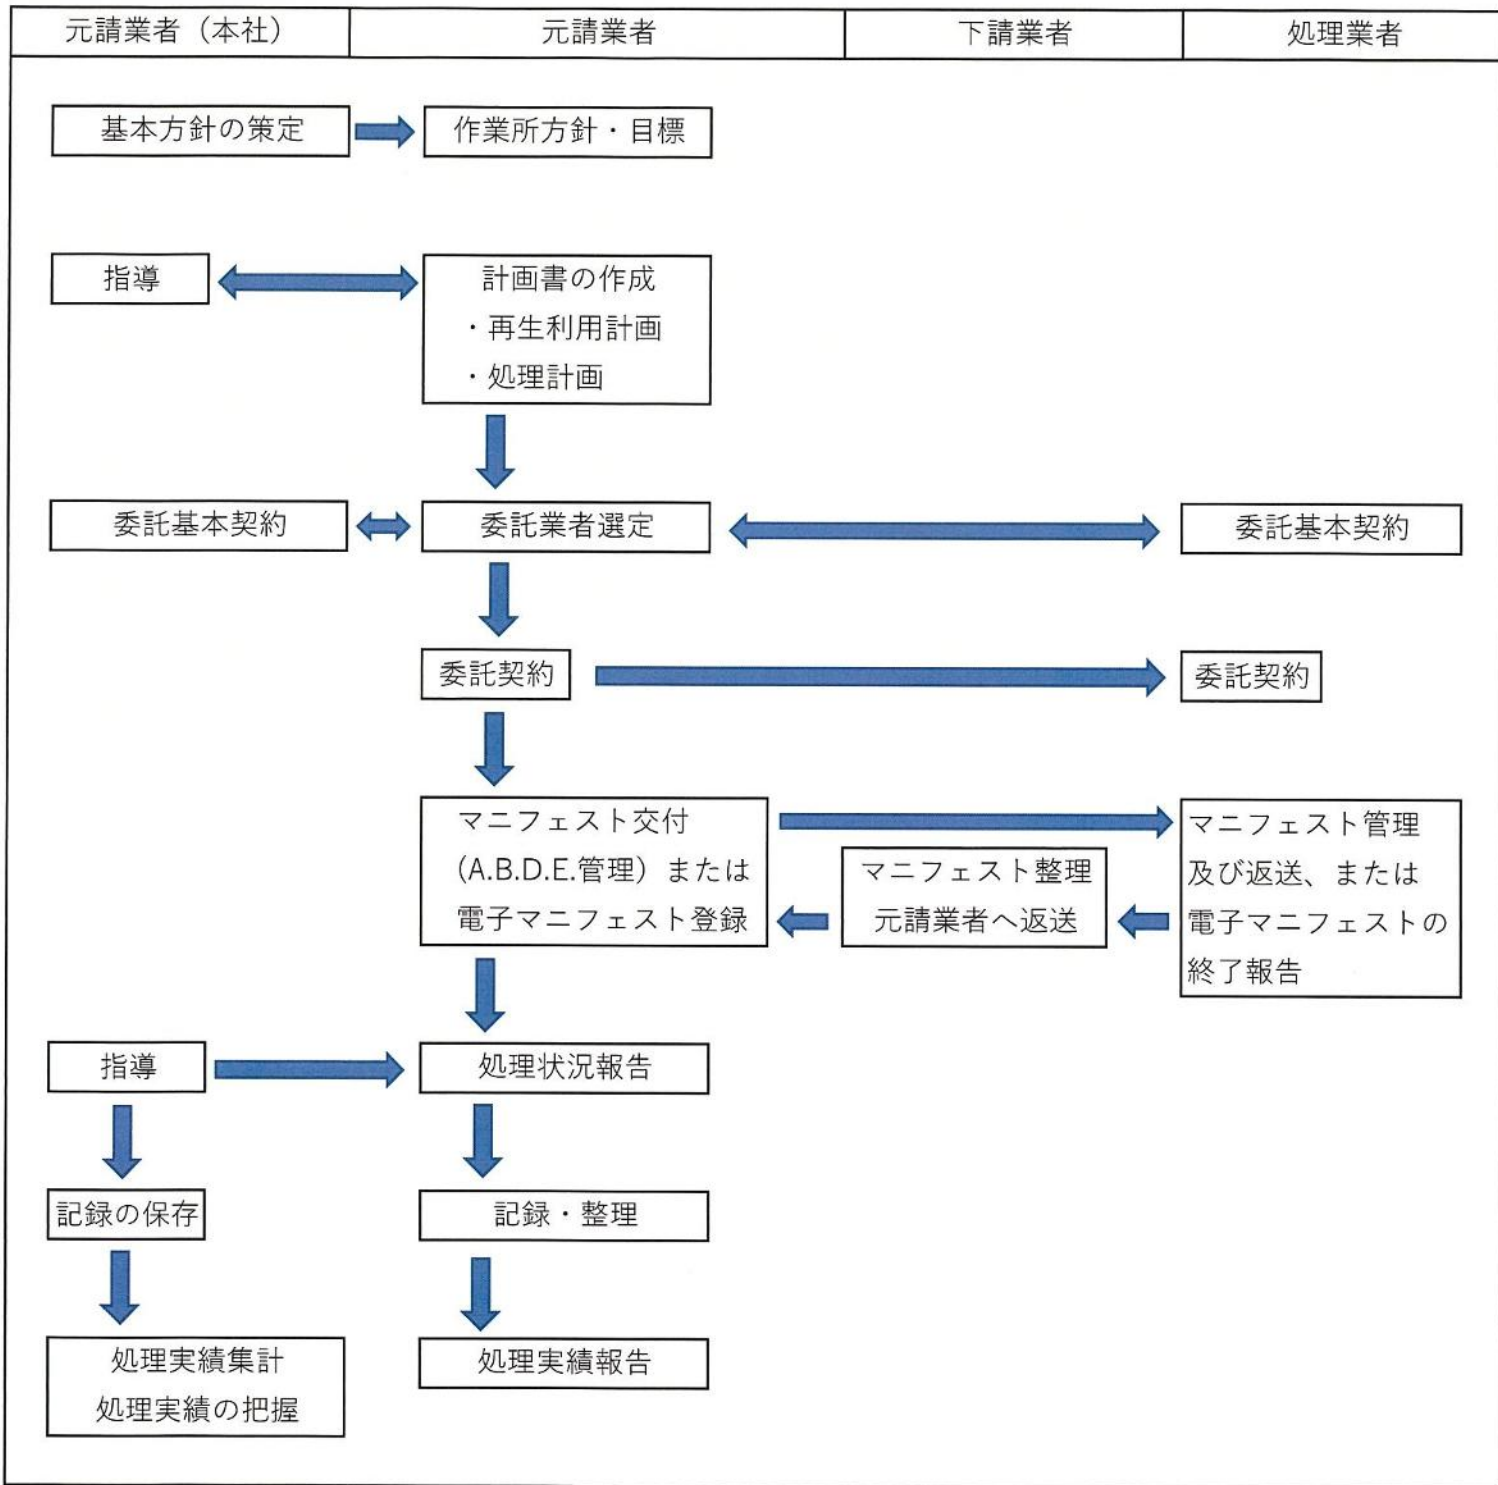 元請業者（本社）
元請業者
下請業者
処理業者
基本方針の策定
作業所方針・目標
指導
計画書の作成
・再生利用計画
・処理計画
委託基本契約
委託業者選定
委託基本契約
委託契約
委託契約
マニフェスト交付
(A.B.D.E.管理）または
電子マニフェスト登録
マニフェスト整理
元請業者へ返送
マニフェスト管理
及び返送、または
電子マニフェストの
終了報告
指導
処理状況報告
記録の保存
記録・整理
処理実績集計
処理実績の把握
処理実績報告